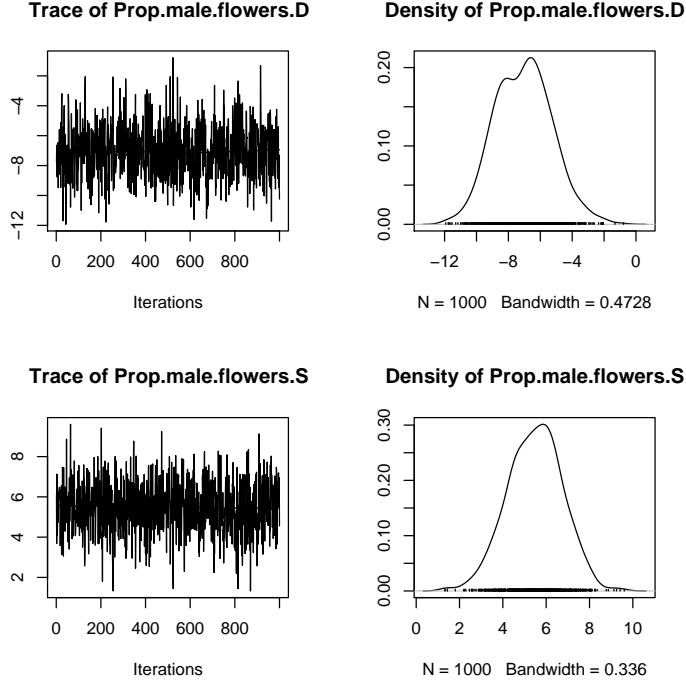 Trace of Prop.male.flowers.D
−4
−8
−12
0 200 400 600 800
Iterations
Density of Prop.male.flowers.D
0.20
0.10
0.00
−12 −8 −4 0
N = 1000 Bandwidth = 0.4728
Trace of Prop.male.flowers.S
8
6
4
2
0 200 400 600 800
Iterations
Density of Prop.male.flowers.S
0.30
0.20
0.10
0.00
0 2 4 6 8 10
N = 1000 Bandwidth = 0.336